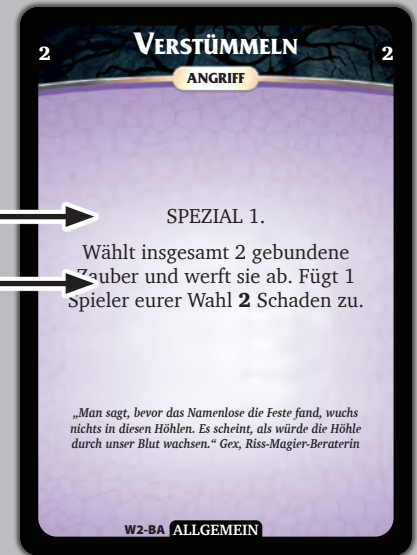 2 VERSTÜMMELN 2
ANGRIFF
SPEZIAL 1.
Wählt insgesamt 2 gebundene
Zauber und werft sie ab. Fügt 1
Spieler eurer Wahl 2 Schaden zu.
„Man sagt, bevor das Namenlose die Feste fand, wuchs
nichts in diesen Höhlen. Es scheint, als würde die Höhle
durch unser Blut wachsen.“ Gex, Riss-Magier-Beraterin
W2-BA ALLGEMEIN